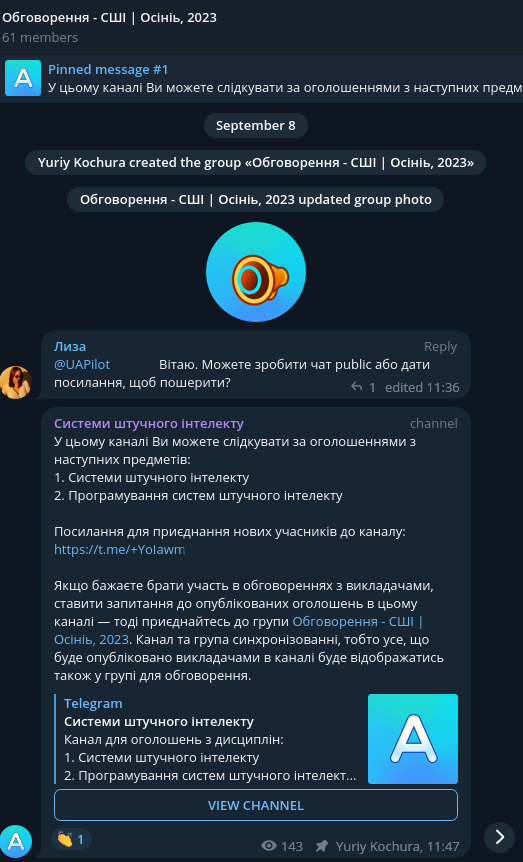 Обговорення - СШІ | Осінь, 2023
61 members
Pinned message #1
У цьому каналі Ви можете слідкувати за оголошеннями з наступних предм
September 8
Yuriy Kochura created the group «Обговорення - СШІ | Осінь, 2023»
Обговорення - СШІ | Осінь, 2023 updated group photo
Лиза Reply
@UAPilot Вітаю. Можете зробити чат public або дати
посилання, щоб пошерити?
1 edited 11:36
Системи штучного інтелекту channel
У цьому каналі Ви можете слідкувати за оголошеннями з
наступних предметів:
1. Системи штучного інтелекту
2. Програмування систем штучного інтелекту
Посилання для приєднання нових учасників до каналу:
https://t.me/+YoIawm
Якщо бажаєте брати участь в обговореннях з викладачами,
ставити запитання до опублікованих оголошень в цьому
каналі — тоді приєднайтесь до групи Обговорення - СШІ |
Осінь, 2023. Канал та група синхронізованні, тобто усе, що
буде опубліковано викладачами в каналі буде відображатись
також у групі для обговорення.
Telegram
Системи штучного інтелекту
Канал для оголошень з дисциплін:
1. Системи штучного інтелекту
2. Програмування систем штучного інтелект...
A
VIEW CHANNEL
1
143 Yuriy Kochura, 11:47